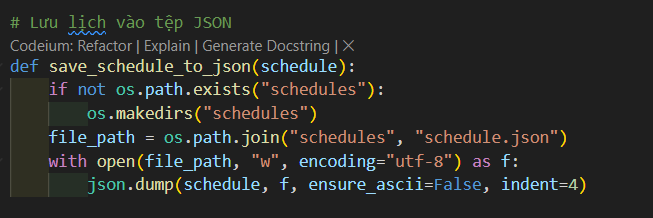 # Lưu lịch vào tệp JSON
Codeium: Refactor | Explain | Generate Docstring | ×
def save_schedule_to_json(schedule):
    if not os.path.exists("schedules"):
        os.makedirs("schedules")
    file_path = os.path.join("schedules", "schedule.json")
    with open(file_path, "w", encoding="utf-8") as f:
        json.dump(schedule, f, ensure_ascii=False, indent=4)